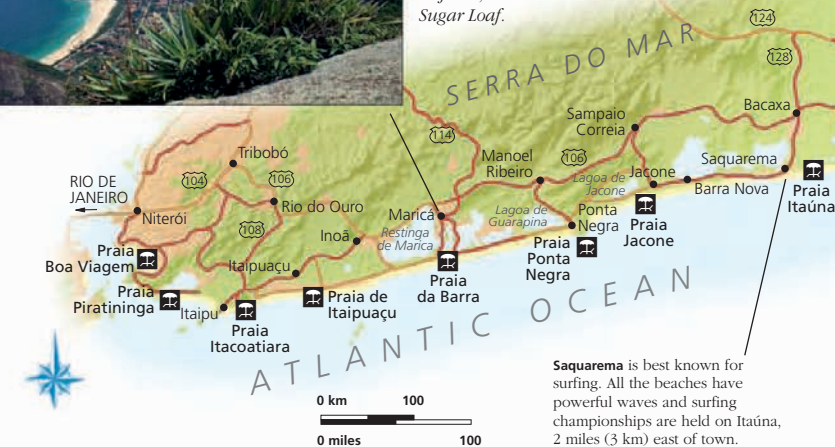 Sugar Loaf.
SERRA DO MAR
124
128
Bacaxa
Sampaio
Correia
114
Tribobó
Manoel
Ribeiro
106
Jacone
Saquarema
104
106
RIO DE
JANEIRO
Lagoa de
Jacone
Barra Nova
Praia
Itaúna
Niterói
Rio do Ouro
Maricá
Lagoa de
Guarapina
Ponta
Negra
108
Inoã
Restinga
de Marica
Praia
Jacone
Praia
Boa Viagem
Praia
Ponta
Negra
Itaipuaçu
Praia
da Barra
Praia
Piratininga
Itaipu
Praia de
Itaipuaçu
Praia
Itacoatiara
ATLANTIC OCEAN
0 km 100
0 miles 100
Saquarema is best known for
surfing. All the beaches have
powerful waves and surfing
championships are held on Itaúna,
2 miles (3 km) east of town.